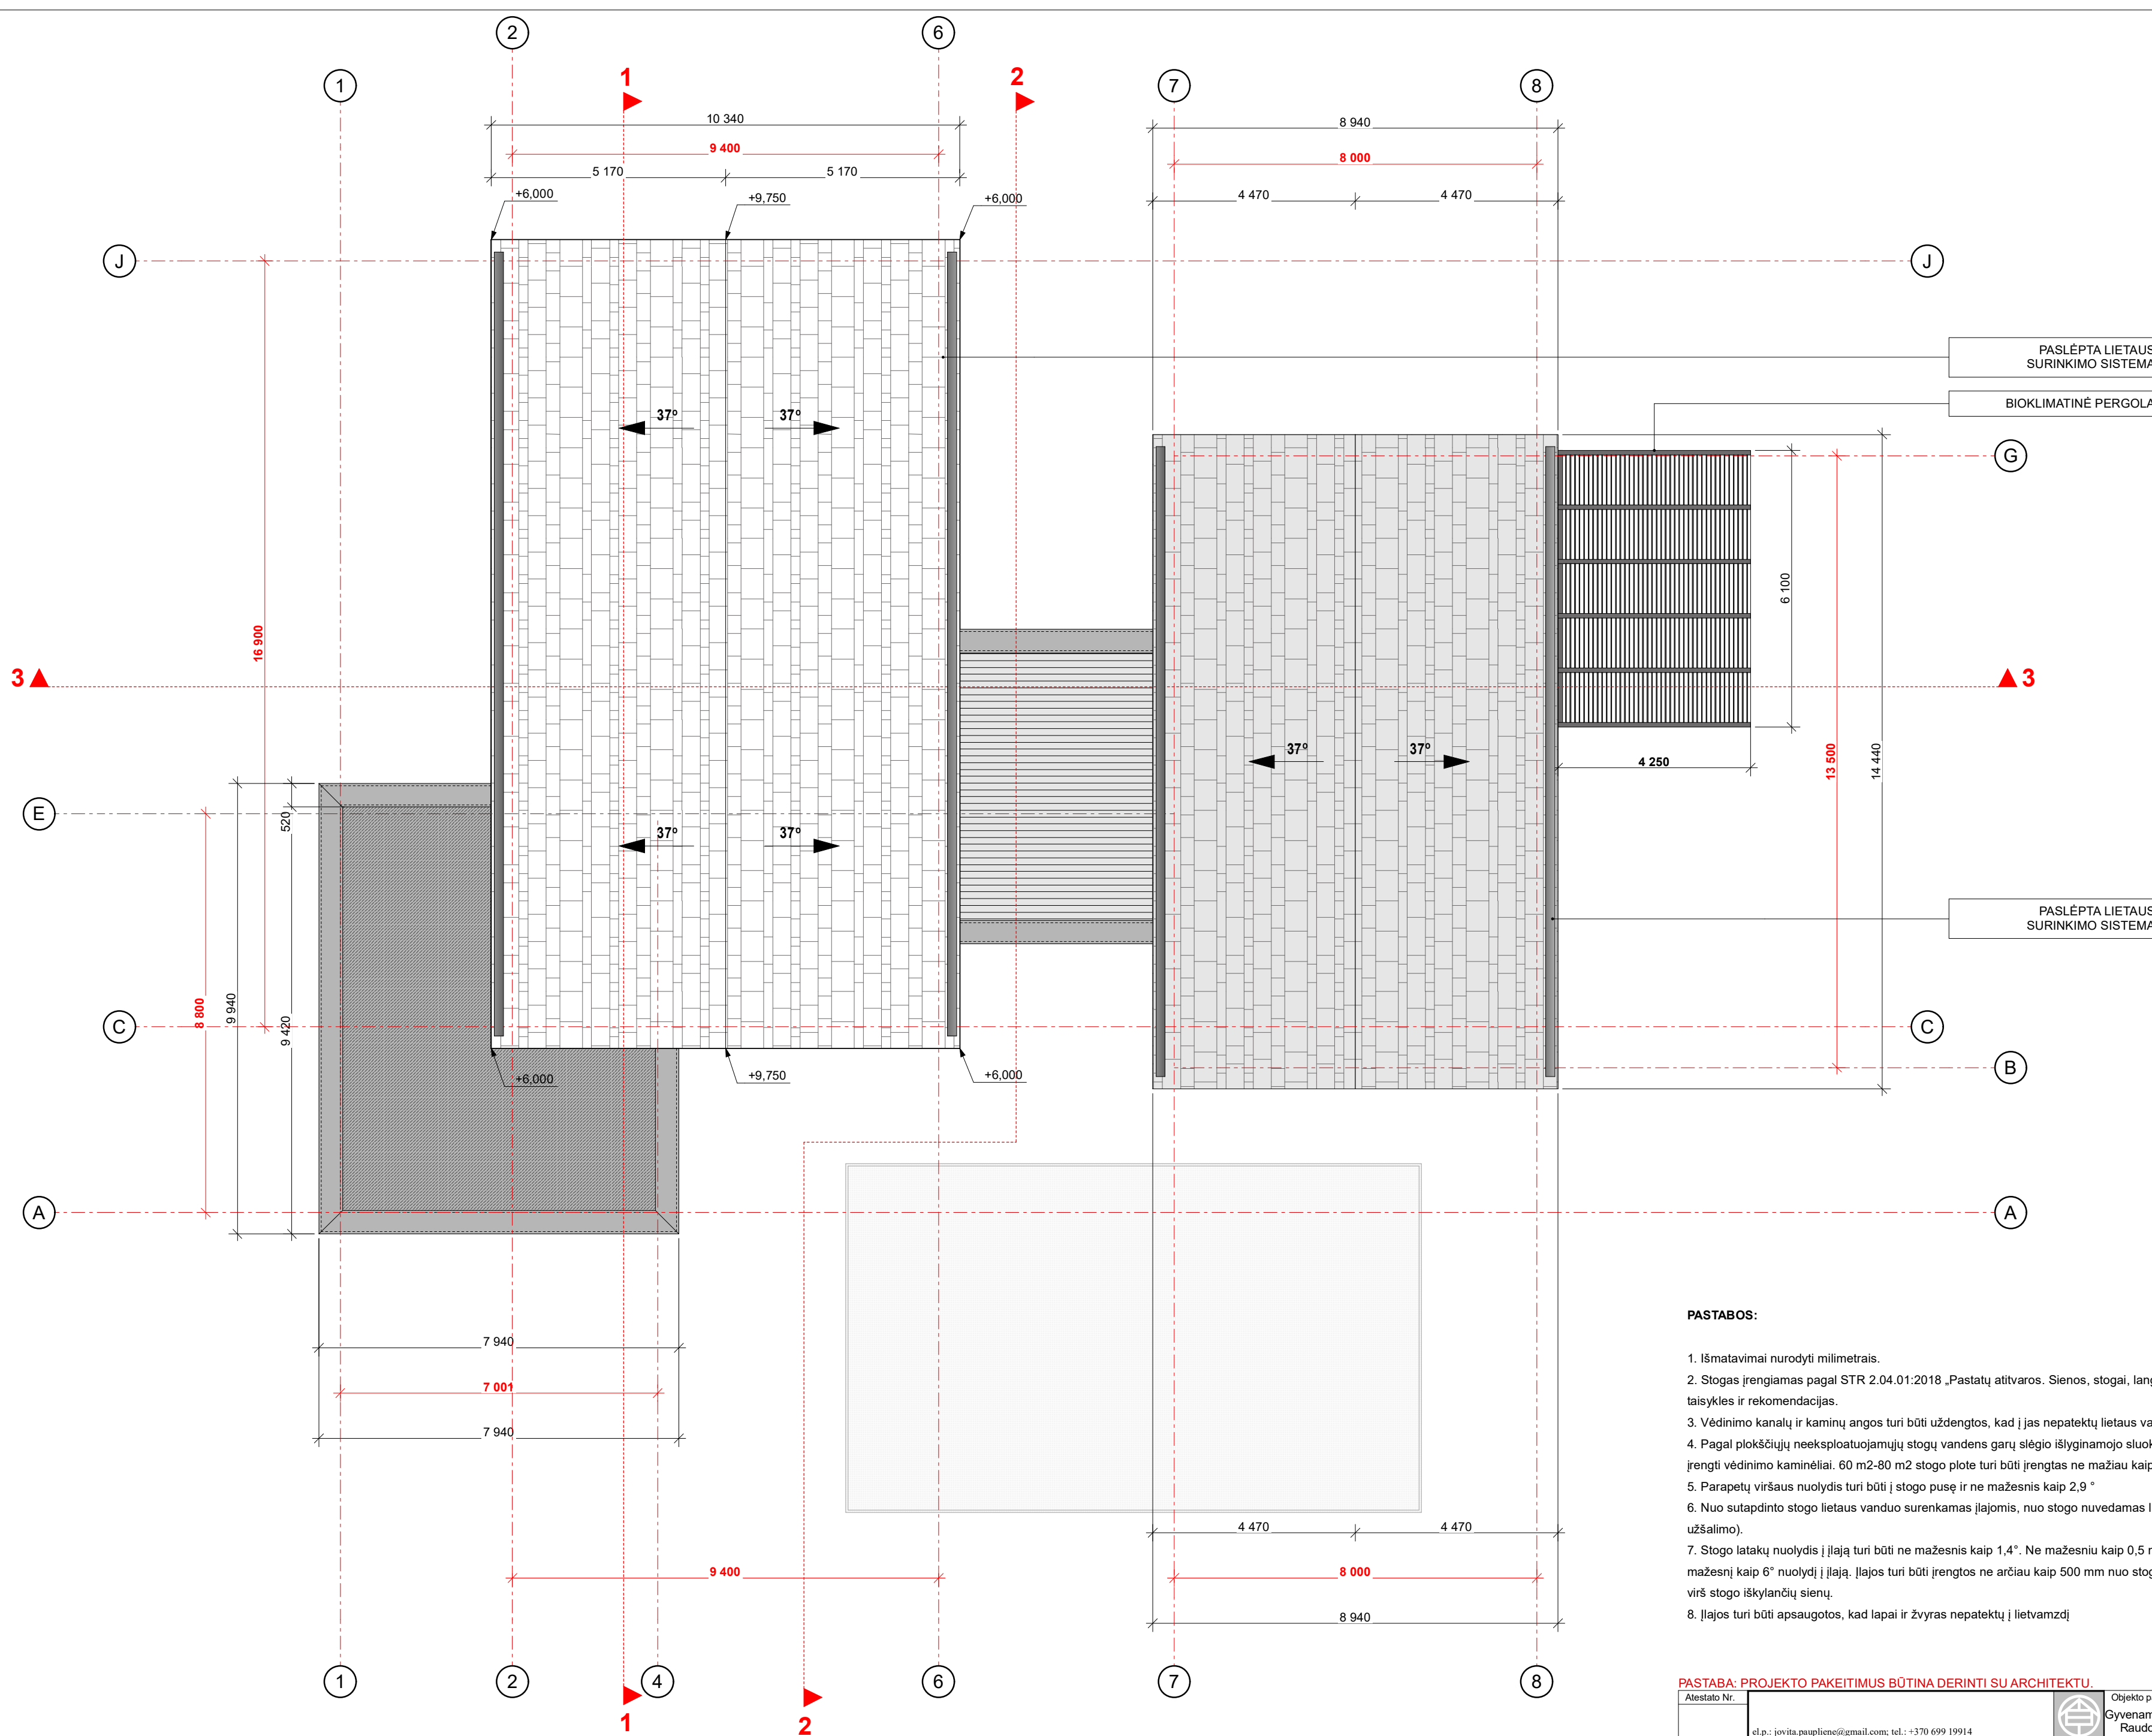 2
6
1
1
2
7
8
10 340
8 940
9 400
8 000
5 170
5 170
4 470
4 470
+6,000
+9,750
+6,000
J
J
PASLĖPTA LIETAUS
SURINKIMO SISTEMA
BIOKLIMATINĖ PERGOLA
37°
37°
G
6 100
16 900
3
3
37°
37°
13 500
14 440
4 250
E
520
37°
37°
PASLĖPTA LIETAUS
SURINKIMO SISTEMA
8 800
9 940
9 420
C
C
B
+6,000
+9,750
+6,000
A
A
7 940
7 001
7 940
4 470
4 470
9 400
8 000
8 940
PASTABOS:
1. Išmatavimai nurodyti milimetrais.
2. Stogas įrengiamas pagal STR 2.04.01:2018 „Pastatų atitvaros. Sienos, stogai,
taisykles ir rekomendacijas.
3. Vėdinimo kanalų ir kaminų angos turi būti uždengtos, kad į jas nepatektų lietaus
4. Pagal plokščiųjų neeksploatuojamųjų stogų vandens garų slėgio išlyginamojo
įrengti vėdinimo kaminėliai. 60 m2-80 m2 stogo plote turi būti įrengtas ne mažiau kaip
5. Parapetų viršaus nuolydis turi būti į stogo pusę ir ne mažesnis kaip 2,9 °
6. Nuo sutapdinto stogo lietaus vanduo surenkamas įlajomis, nuo stogo nuvedamas
užšalimo).
7. Stogo latakų nuolydis į įlają turi būti ne mažesnis kaip 1,4°. Ne mažesniu kaip 0,5
mažesnį kaip 6° nuolydį į įlają. Įlajos turi būti įrengtos ne arčiau kaip 500 mm nuo
virš stogo iškylančių sienų.
8. Įlajos turi būti apsaugotos, kad lapai ir žvyras nepatektų į lietvamzdį
1
2
4
6
7
8
1
2
PASTABA: PROJEKTO PAKEITIMUS BŪTINA DERINTI SU ARCHITEKTU.
Atestato Nr.
Objekto
el.p.: jovita.paupliene@gmail.com; tel.: +370 699 19914